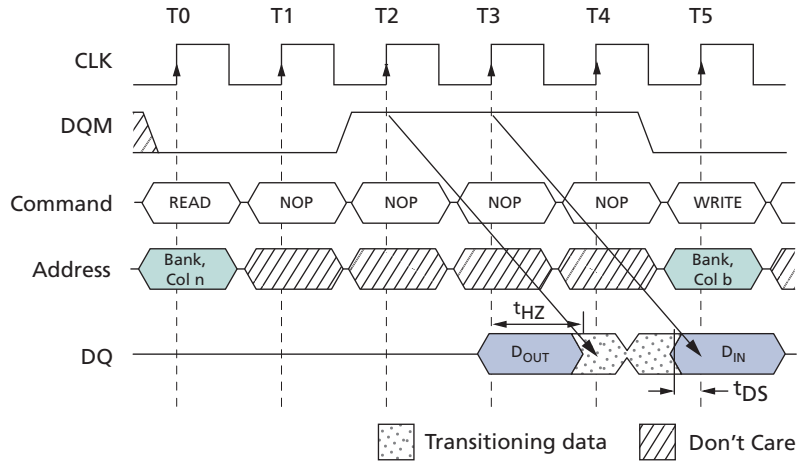 T0 T1 T2 T3 T4 T5
CLK
DQM
Command READ NOP NOP NOP NOP WRITE
Address Bank, Col n Bank, Col b
tHZ
DQ DOUT DIN
tDS
Transitioning data Don't Care